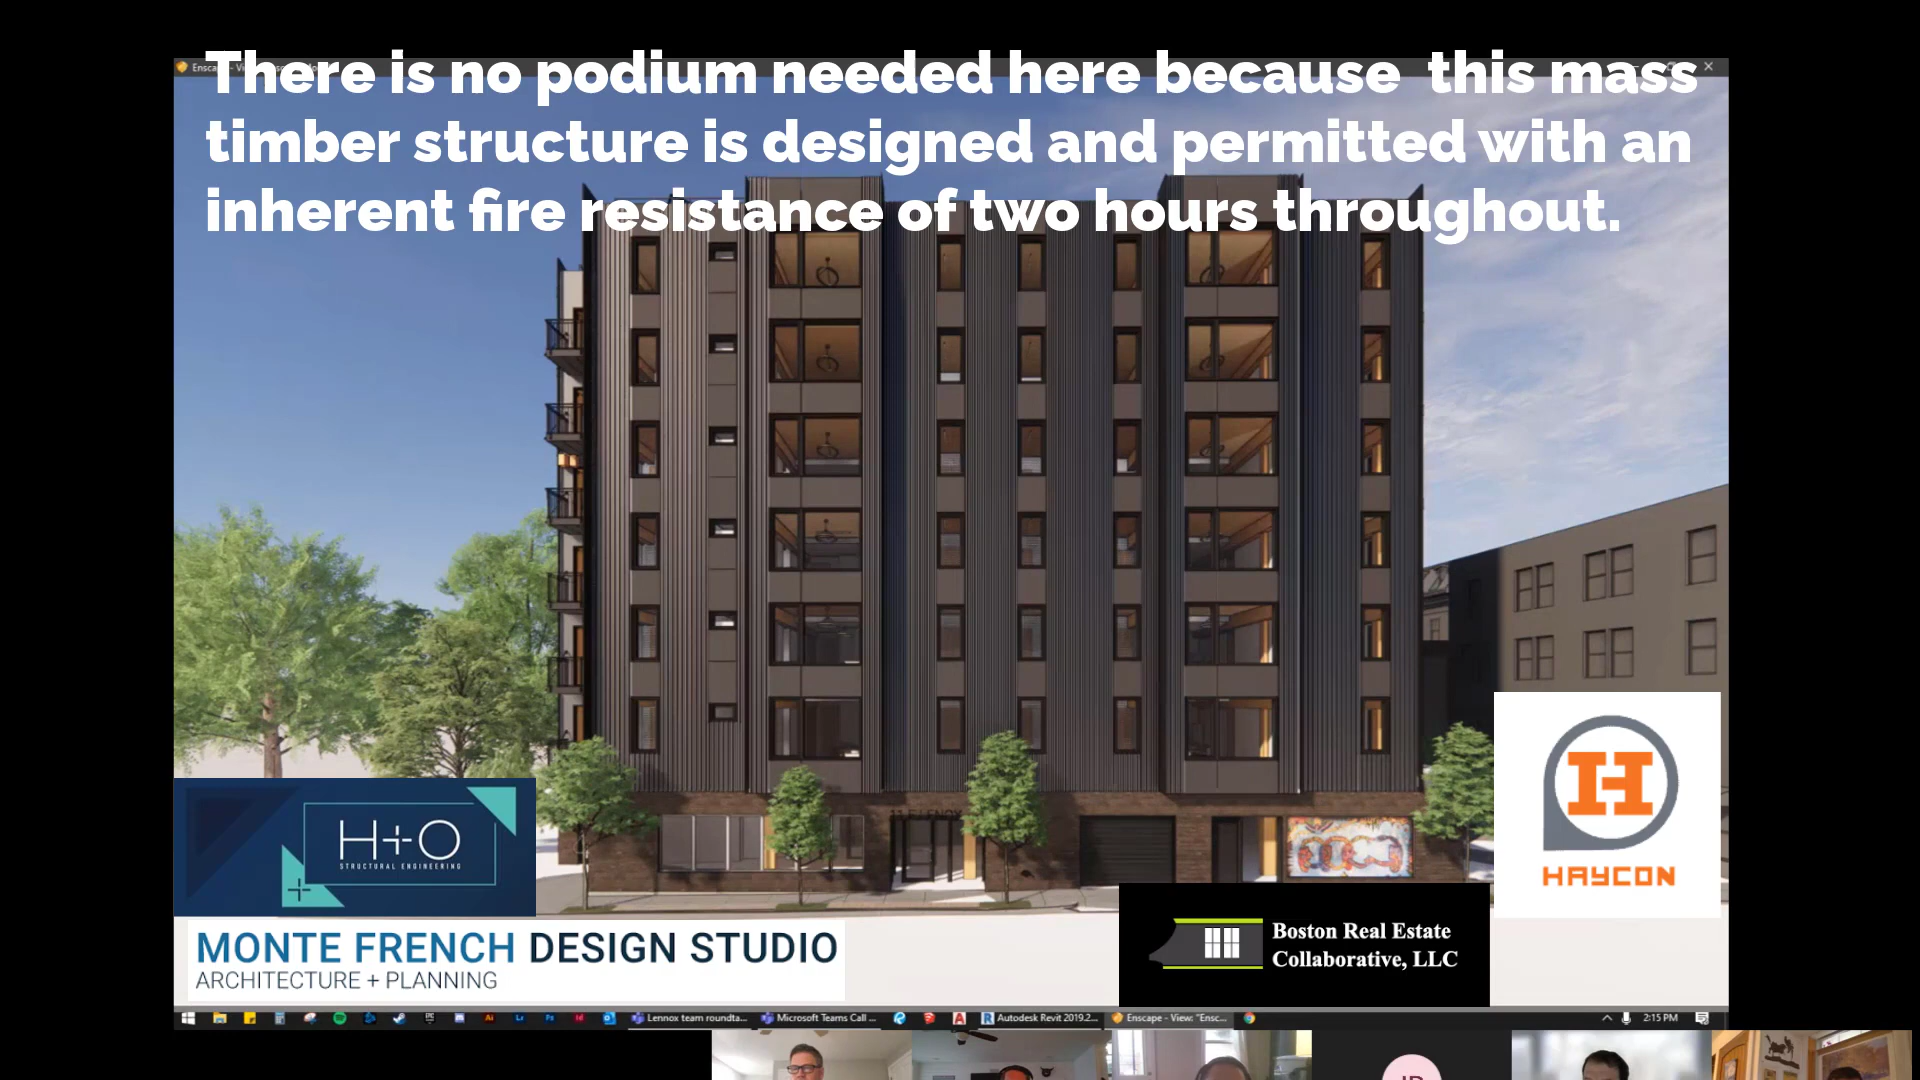 There is no podium needed here because this mass
timber structure is designed and permitted with an
inherent fire resistance of two hours throughout.
H+O
STRUCTURAL ENGINEERING
MONTE FRENCH DESIGN STUDIO
ARCHITECTURE + PLANNING
Boston Real Estate
Collaborative, LLC
H
HAYCON
Lennox team roundta...
Microsoft Teams Call ...
Autodesk Revit 2019.2...
Enscape - View: "Ensc...
2:15 PM